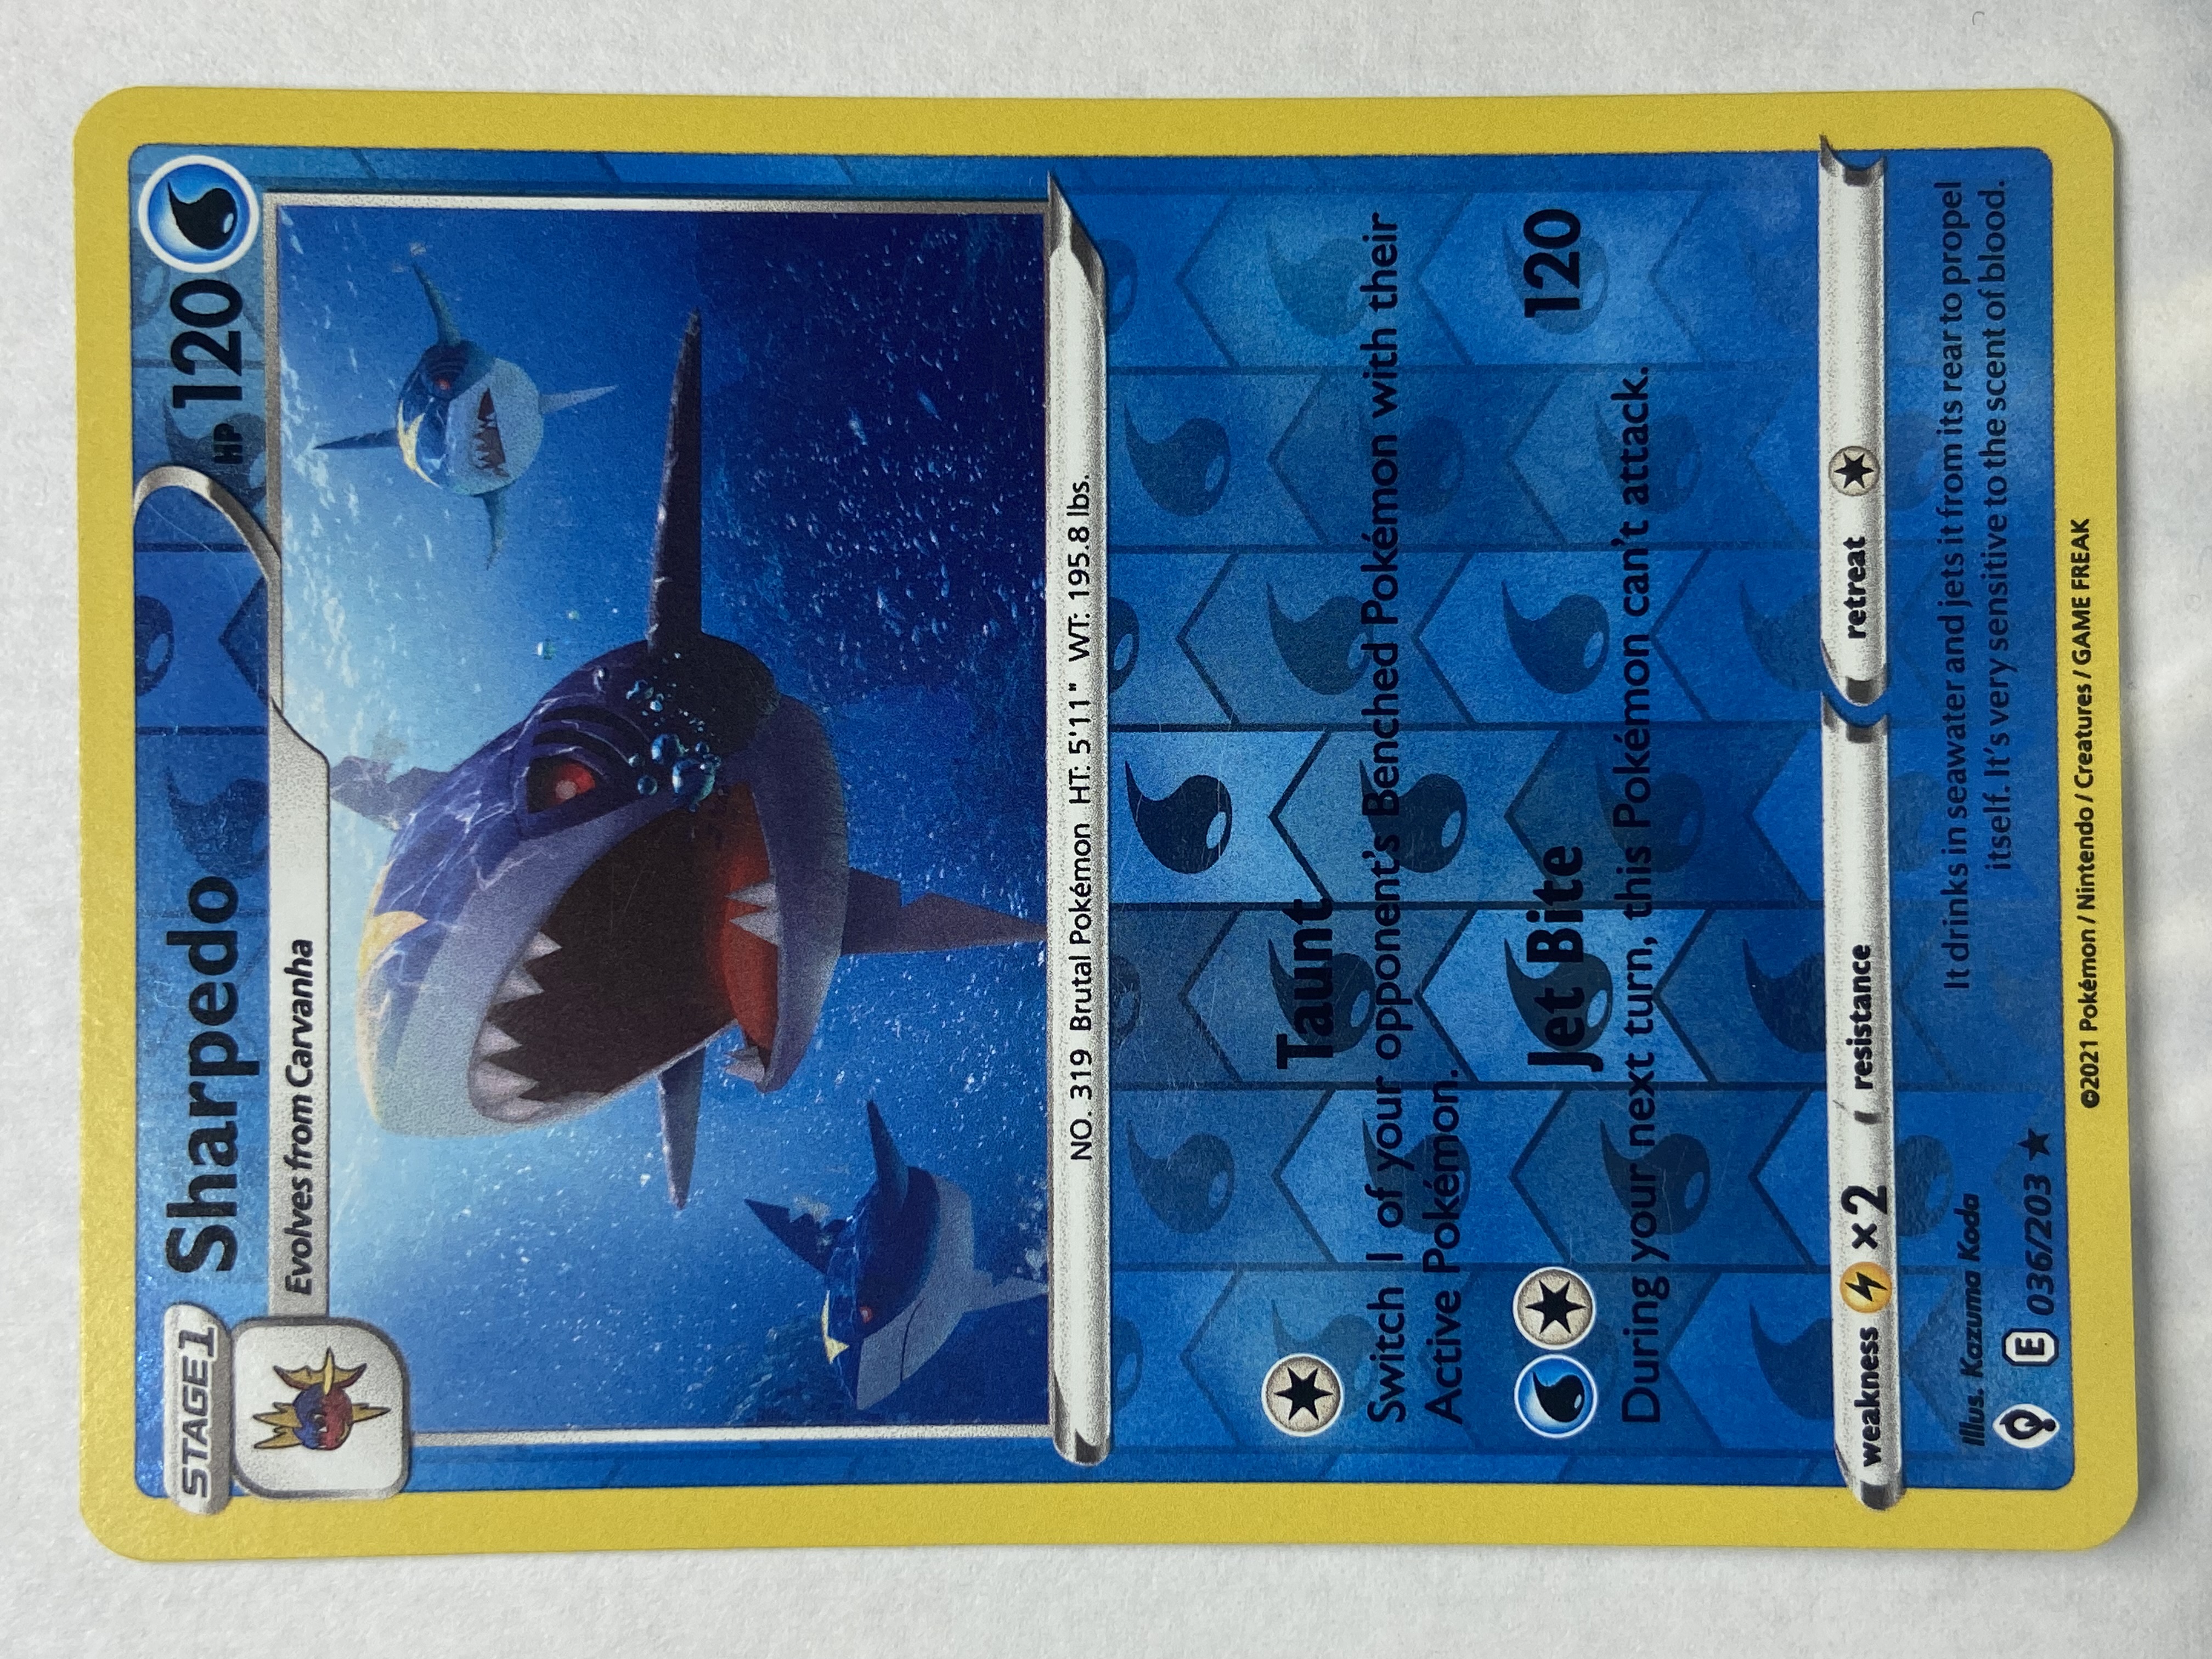 STAGE 1
Sharpedo
HP 120
Evolves from Carvanha
NO. 319 Brutal Pokémon HT: 5'11" WT: 195.8 lbs.
Taunt
Switch 1 of your opponent's Benched Pokémon with their
Active Pokémon.
Jet Bite 120
During your next turn, this Pokémon can't attack.
weakness ×2 resistance retreat
Illus. Kazuma Koda
It drinks in seawater and jets it from its rear to propel
itself. It's very sensitive to the scent of blood.
E 036/203 ★
©2021 Pokémon / Nintendo / Creatures / GAME FREAK